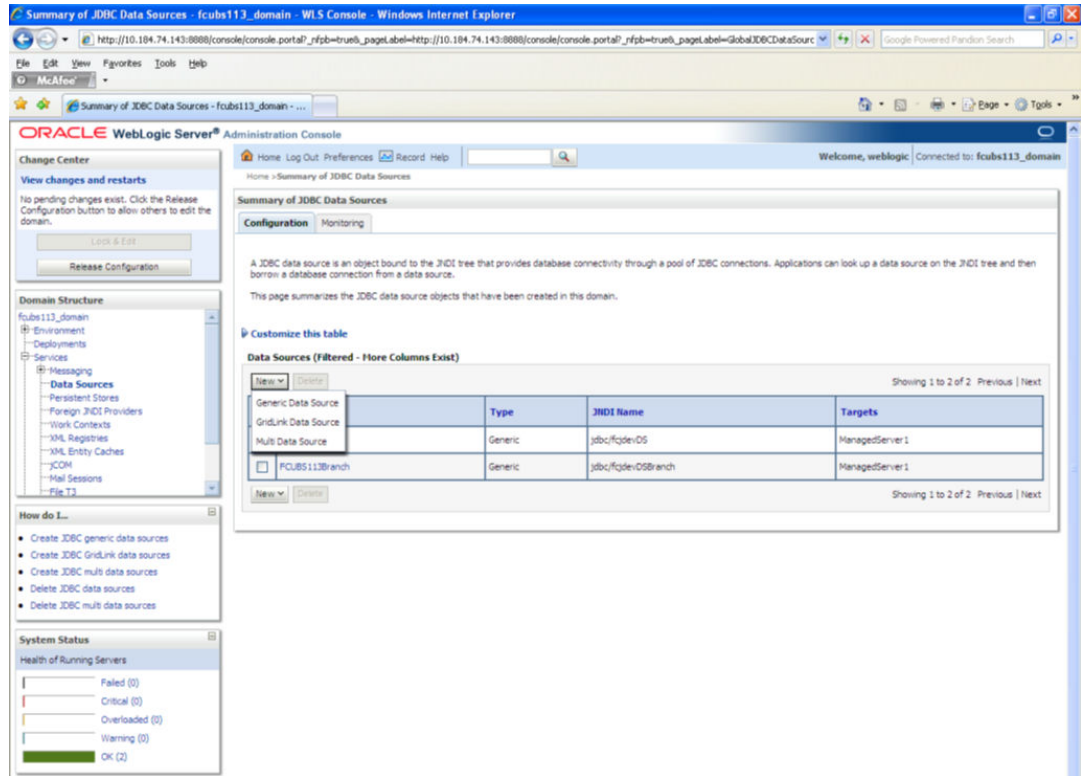 Summary of JDBC Data Sources - fcubs113_domain - WLS Console - Windows Internet Explorer
http://10.184.74.143:8888/console/console.portal?_nfpb=true&_pageLabel=http://10.184.74.143:8888/console/console.portal?_nfpb=true&_pageLabel=GlobalJDBCDataSourc
Google Powered Pandion Search
File Edit View Favorites Tools Help
McAfee
Summary of JDBC Data Sources - fcubs113_domain - ...
Page Tools
ORACLE WebLogic Server® Administration Console
Change Center
View changes and restarts
No pending changes exist. Click the Release
Configuration button to allow others to edit the
domain.
Lock & Edit
Release Configuration
Domain Structure
fcubs113_domain
Environment
Deployments
Services
Messaging
Data Sources
Persistent Stores
Foreign JNDI Providers
Work Contexts
XML Registries
XML Entity Caches
jCOM
Mail Sessions
File T3
How do I...
Create JDBC generic data sources
Create JDBC GridLink data sources
Create JDBC multi data sources
Delete JDBC data sources
Delete JDBC multi data sources
System Status
Health of Running Servers
Failed (0)
Critical (0)
Overloaded (0)
Warning (0)
OK (2)
Home Log Out Preferences Record Help
Welcome, weblogic Connected to: fcubs113_domain
Home >Summary of JDBC Data Sources
Summary of JDBC Data Sources
Configuration Monitoring
A JDBC data source is an object bound to the JNDI tree that provides database connectivity through a pool of JDBC connections. Applications can look up a data source on the JNDI tree and then
borrow a database connection from a data source.
This page summarizes the JDBC data source objects that have been created in this domain.
Customize this table
Data Sources (Filtered - More Columns Exist)
New Delete Showing 1 to 2 of 2 Previous | Next
Generic Data Source
GridLink Data Source
Multi Data Source
Type JNDI Name Targets
Generic jdbc/fcjdevDS ManagedServer1
FCUBS113Branch Generic jdbc/fcjdevDSBranch ManagedServer1
New Delete Showing 1 to 2 of 2 Previous | Next